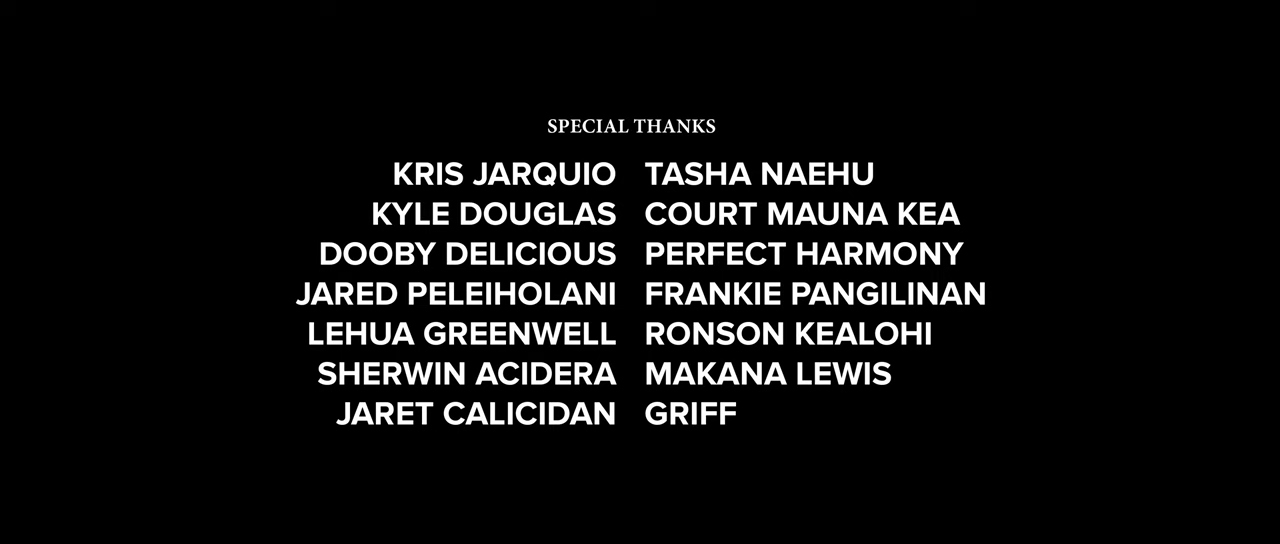 SPECIAL THANKS
KRIS JARQUIO TASHA NAEHU
KYLE DOUGLAS COURT MAUNA KEA
DOOBY DELICIOUS PERFECT HARMONY
JARED PELEIHOLANI FRANKIE PANGILINAN
LEHUA GREENWELL RONSON KEALOHI
SHERWIN ACIDERA MAKANA LEWIS
JARET CALICIDAN GRIFF